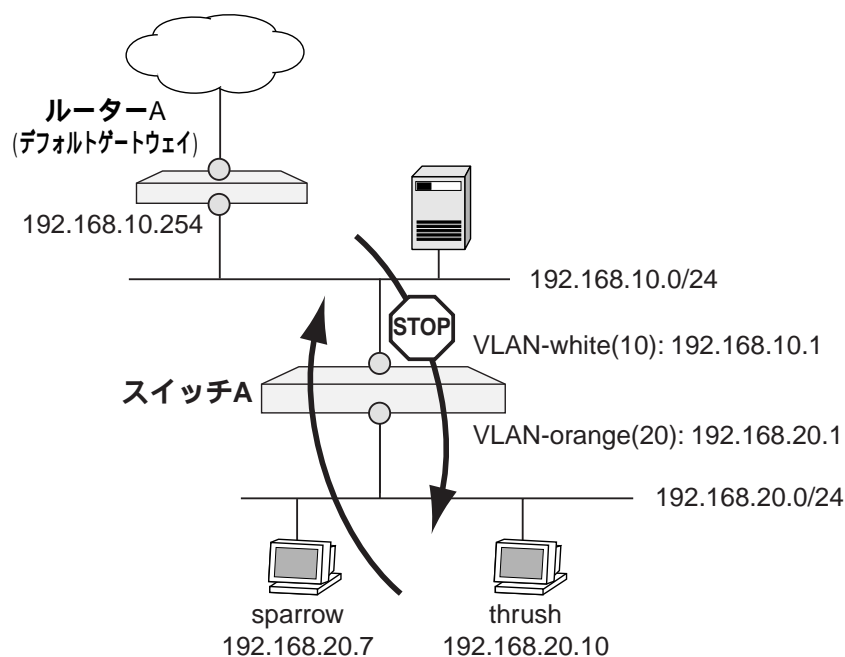 ルーターA
(デフォルトゲートウェイ)
192.168.10.254
192.168.10.0/24
STOP
VLAN-white(10): 192.168.10.1
スイッチA
VLAN-orange(20): 192.168.20.1
192.168.20.0/24
sparrow
192.168.20.7
thrush
192.168.20.10